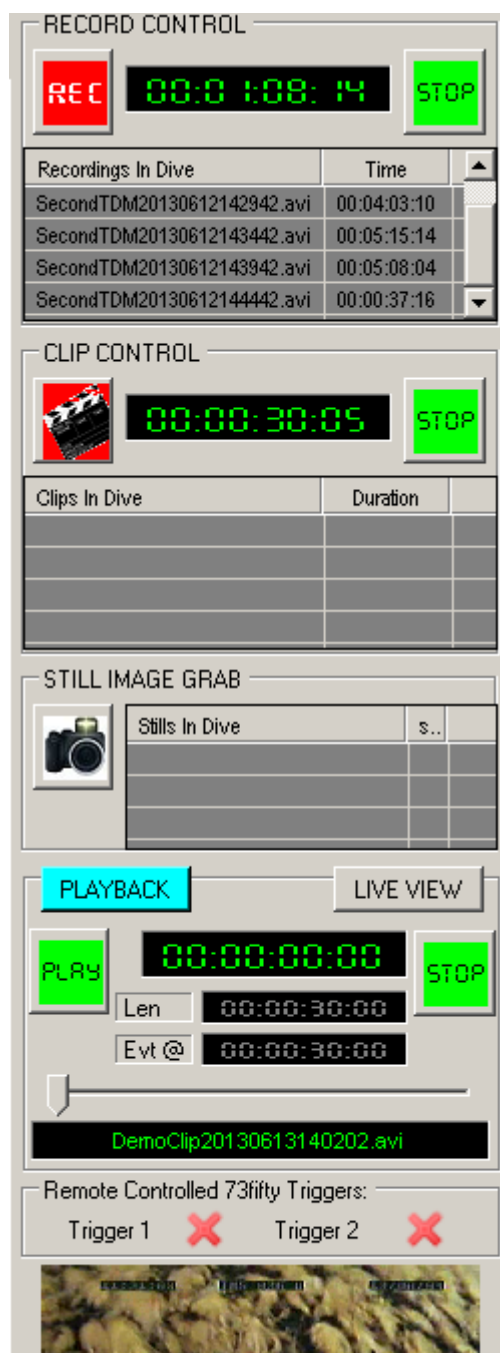 RECORD CONTROL
REC 00:01:08:14 STOP
Recordings In Dive Time
SecondTDM20130612142942.avi 00:04:03:10
SecondTDM20130612143442.avi 00:05:15:14
SecondTDM20130612143942.avi 00:05:08:04
SecondTDM20130612144442.avi 00:00:37:16
CLIP CONTROL
00:00:30:05 STOP
Clips In Dive Duration
STILL IMAGE GRAB
Stills In Dive s..
PLAYBACK LIVE VIEW
PLAY 00:00:00:00 STOP
Len 00:00:30:00
Evt @ 00:00:30:00
DemoClip20130613140202.avi
Remote Controlled 73fifty Triggers:
Trigger 1 Trigger 2